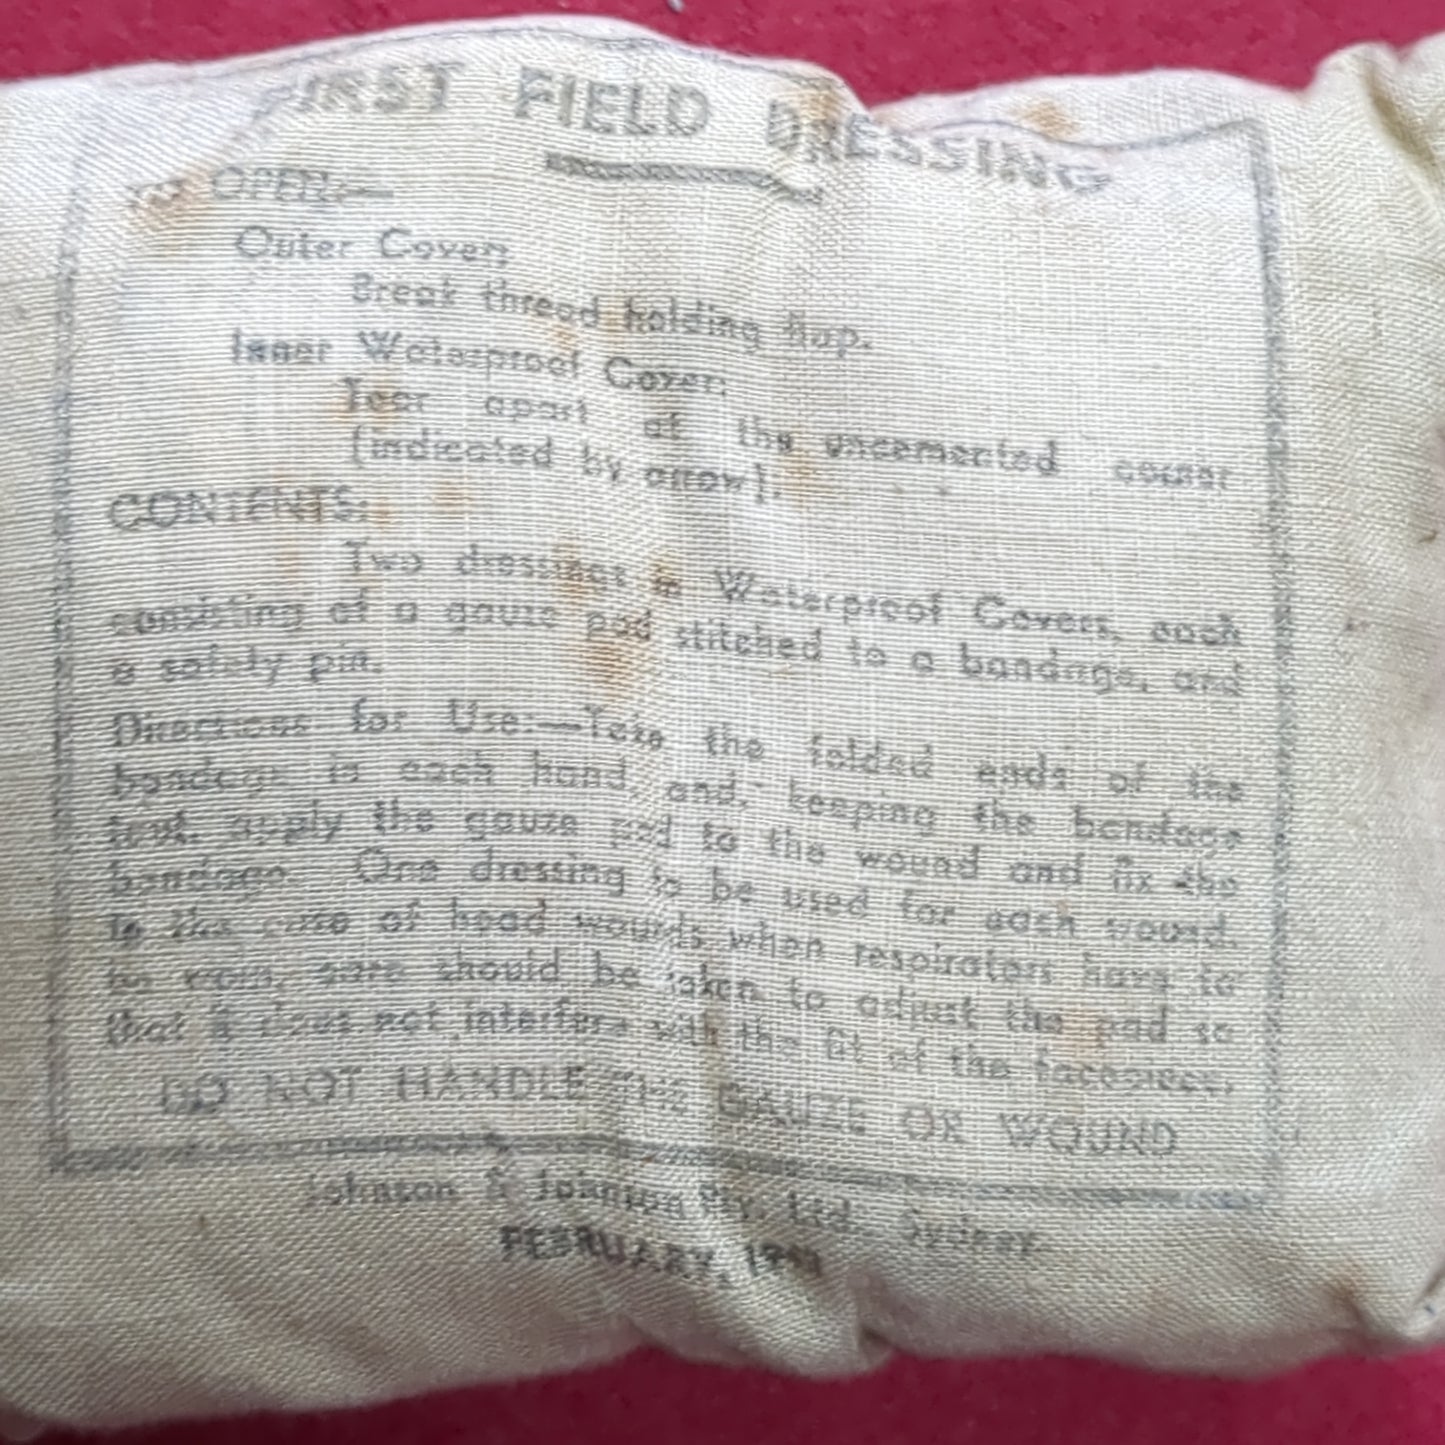 FIRST FIELD DRESSING
TO OPEN:—
Outer Cover:
Break thread holding flap.
Inner Waterproof Cover:
Tear apart at the uncemented corner
(indicated by arrow).
CONTENTS:
Two dressings in Waterproof Covers, each
consisting of a gauze pad stitched to a bandage, and
a safety pin.
Directions for Use:—Take the folded ends of the
bandage in each hand, and, keeping the bandage
taut, apply the gauze pad to the wound and fix the
bandage. One dressing to be used for each wound.
In the case of head wounds when respirators have to
be worn, care should be taken to adjust the pad so
that it does not interfere with the fit of the facepiece.
DO NOT HANDLE THE GAUZE OR WOUND
Johnson & Johnson Pty. Ltd. Sydney
FEBRUARY,